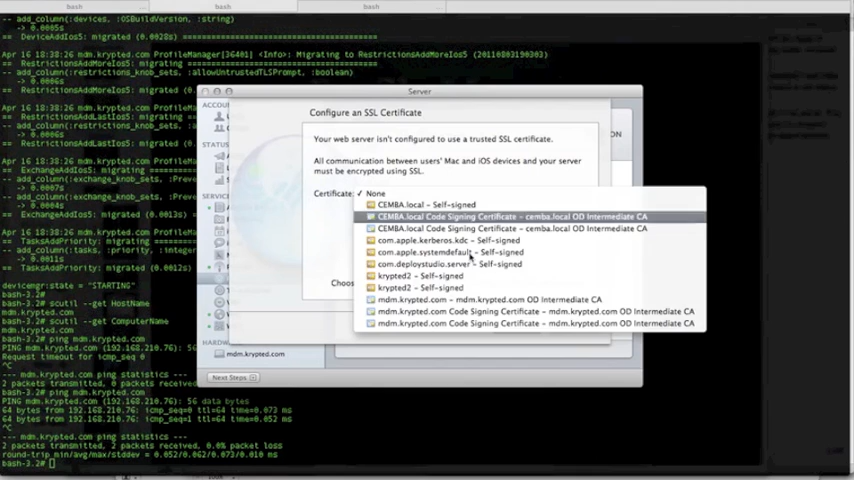 bash
bash
bash
-- add_column(:devices, :OSBuildVersion, :string)
-> 0.0005s
== DeviceAddIos5: migrated (0.0028s)
Apr 16 18:38:26 mdm.krypted.com ProfileManager[36401] <Info>: Migrating to RestrictionsAddMoreIos5 (20110803190303)
== RestrictionsAddMoreIos5: migrating
-- add_column(:restrictions_knob_sets, :allowUntrustedTLSPrompt, :boolean)
-> 0.0006s
== RestrictionsAddMoreIos5: migrated (0.
Apr 16 18:38:26 mdm.krypted.com
== RestrictionsAdd
-- add_column(:restrictions_knob_sets,
-> 0.0006s
== RestrictionsAdd
Apr 16 18:38:26 mdm.krypted.com
== ExchangeAddIos5: migrating
-- add_column(
-> 0.0007s
-- add_column(
-> 0.0004s
== ExchangeAddIos5: migrated (0.0013s)
Apr 16 18:38:26 mdm.krypted.com
== TasksAddPriority: migrating
-- add_column(:tasks, :priority, :integer
-> 0.0011s
== TasksAddPriority: migrated (0.0012s)
devicemgr:state = "STARTING"
bash-3.2#
bash-3.2# scutil --get HostName
mdm.krypted.com
bash-3.2# scutil --get ComputerName
mdm.krypted.com
bash-3.2# ping mdm.krypted.com
PING mdm.krypted.com (192.168.210.76): 56
Request timeout for icmp_seq 0
^C
--- mdm.krypted.com ping statistics ---
2 packets transmitted, 0 packets received
bash-3.2# ping mdm.krypted.com
PING mdm.krypted.com (192.168.210.76): 56 data bytes
64 bytes from 192.168.210.76: icmp_seq=0 ttl=64 time=0.073 ms
64 bytes from 192.168.210.76: icmp_seq=1 ttl=64 time=0.052 ms
^C
--- mdm.krypted.com ping statistics ---
2 packets transmitted, 2 packets received, 0.0% packet loss
round-trip min/avg/max/stddev = 0.052/0.062/0.073/0.010 ms
bash-3.2#
Server
ACCOU
STATUS
SERVIC
HARDW
mdm.krypted.com
Next Steps
ON
Configure an SSL Certificate
Your web server isn't configured to use a trusted SSL certificate.
All communication between users' Mac and iOS devices and your server
must be encrypted using SSL.
Certificate:
✓ None
CEMBA.local - Self-signed
CEMBA.local Code Signing Certificate - cemba.local OD Intermediate CA
CEMBA.local Code Signing Certificate - cemba.local OD Intermediate CA
com.apple.kerberos.kdc - Self-signed
com.apple.systemdefault - Self-signed
com.deploystudio.server - Self-signed
krypted2 - Self-signed
krypted2 - Self-signed
mdm.krypted.com - mdm.krypted.com OD Intermediate CA
mdm.krypted.com Code Signing Certificate - mdm.krypted.com OD Intermediate CA
mdm.krypted.com Code Signing Certificate - mdm.krypted.com OD Intermediate CA
Choos